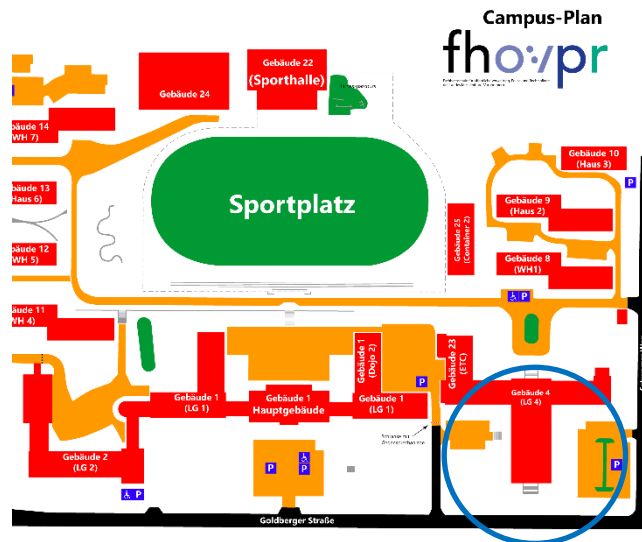 Campus-Plan
fhovpr
Gebäude 22
(Sporthalle)
Gebäude 24
Gebäude 14
(WH 7)
Gebäude 10
(Haus 3)
P
Gebäude 13
(Haus 6)
Sportplatz
Gebäude 9
(Haus 2)
Gebäude 25
(Container 2)
Gebäude 12
(WH 5)
Gebäude 8
(WH1)
P
Gebäude 11
(WH 4)
Gebäude 1
(Dojo 2)
Gebäude 23
(ETC)
P
Gebäude 1
(LG 1)
Gebäude 1
Hauptgebäude
Gebäude 1
(LG 1)
Gebäude 4
(LG 4)
Gebäude 2
(LG 2)
P
P
P
P
P
Goldberger Straße